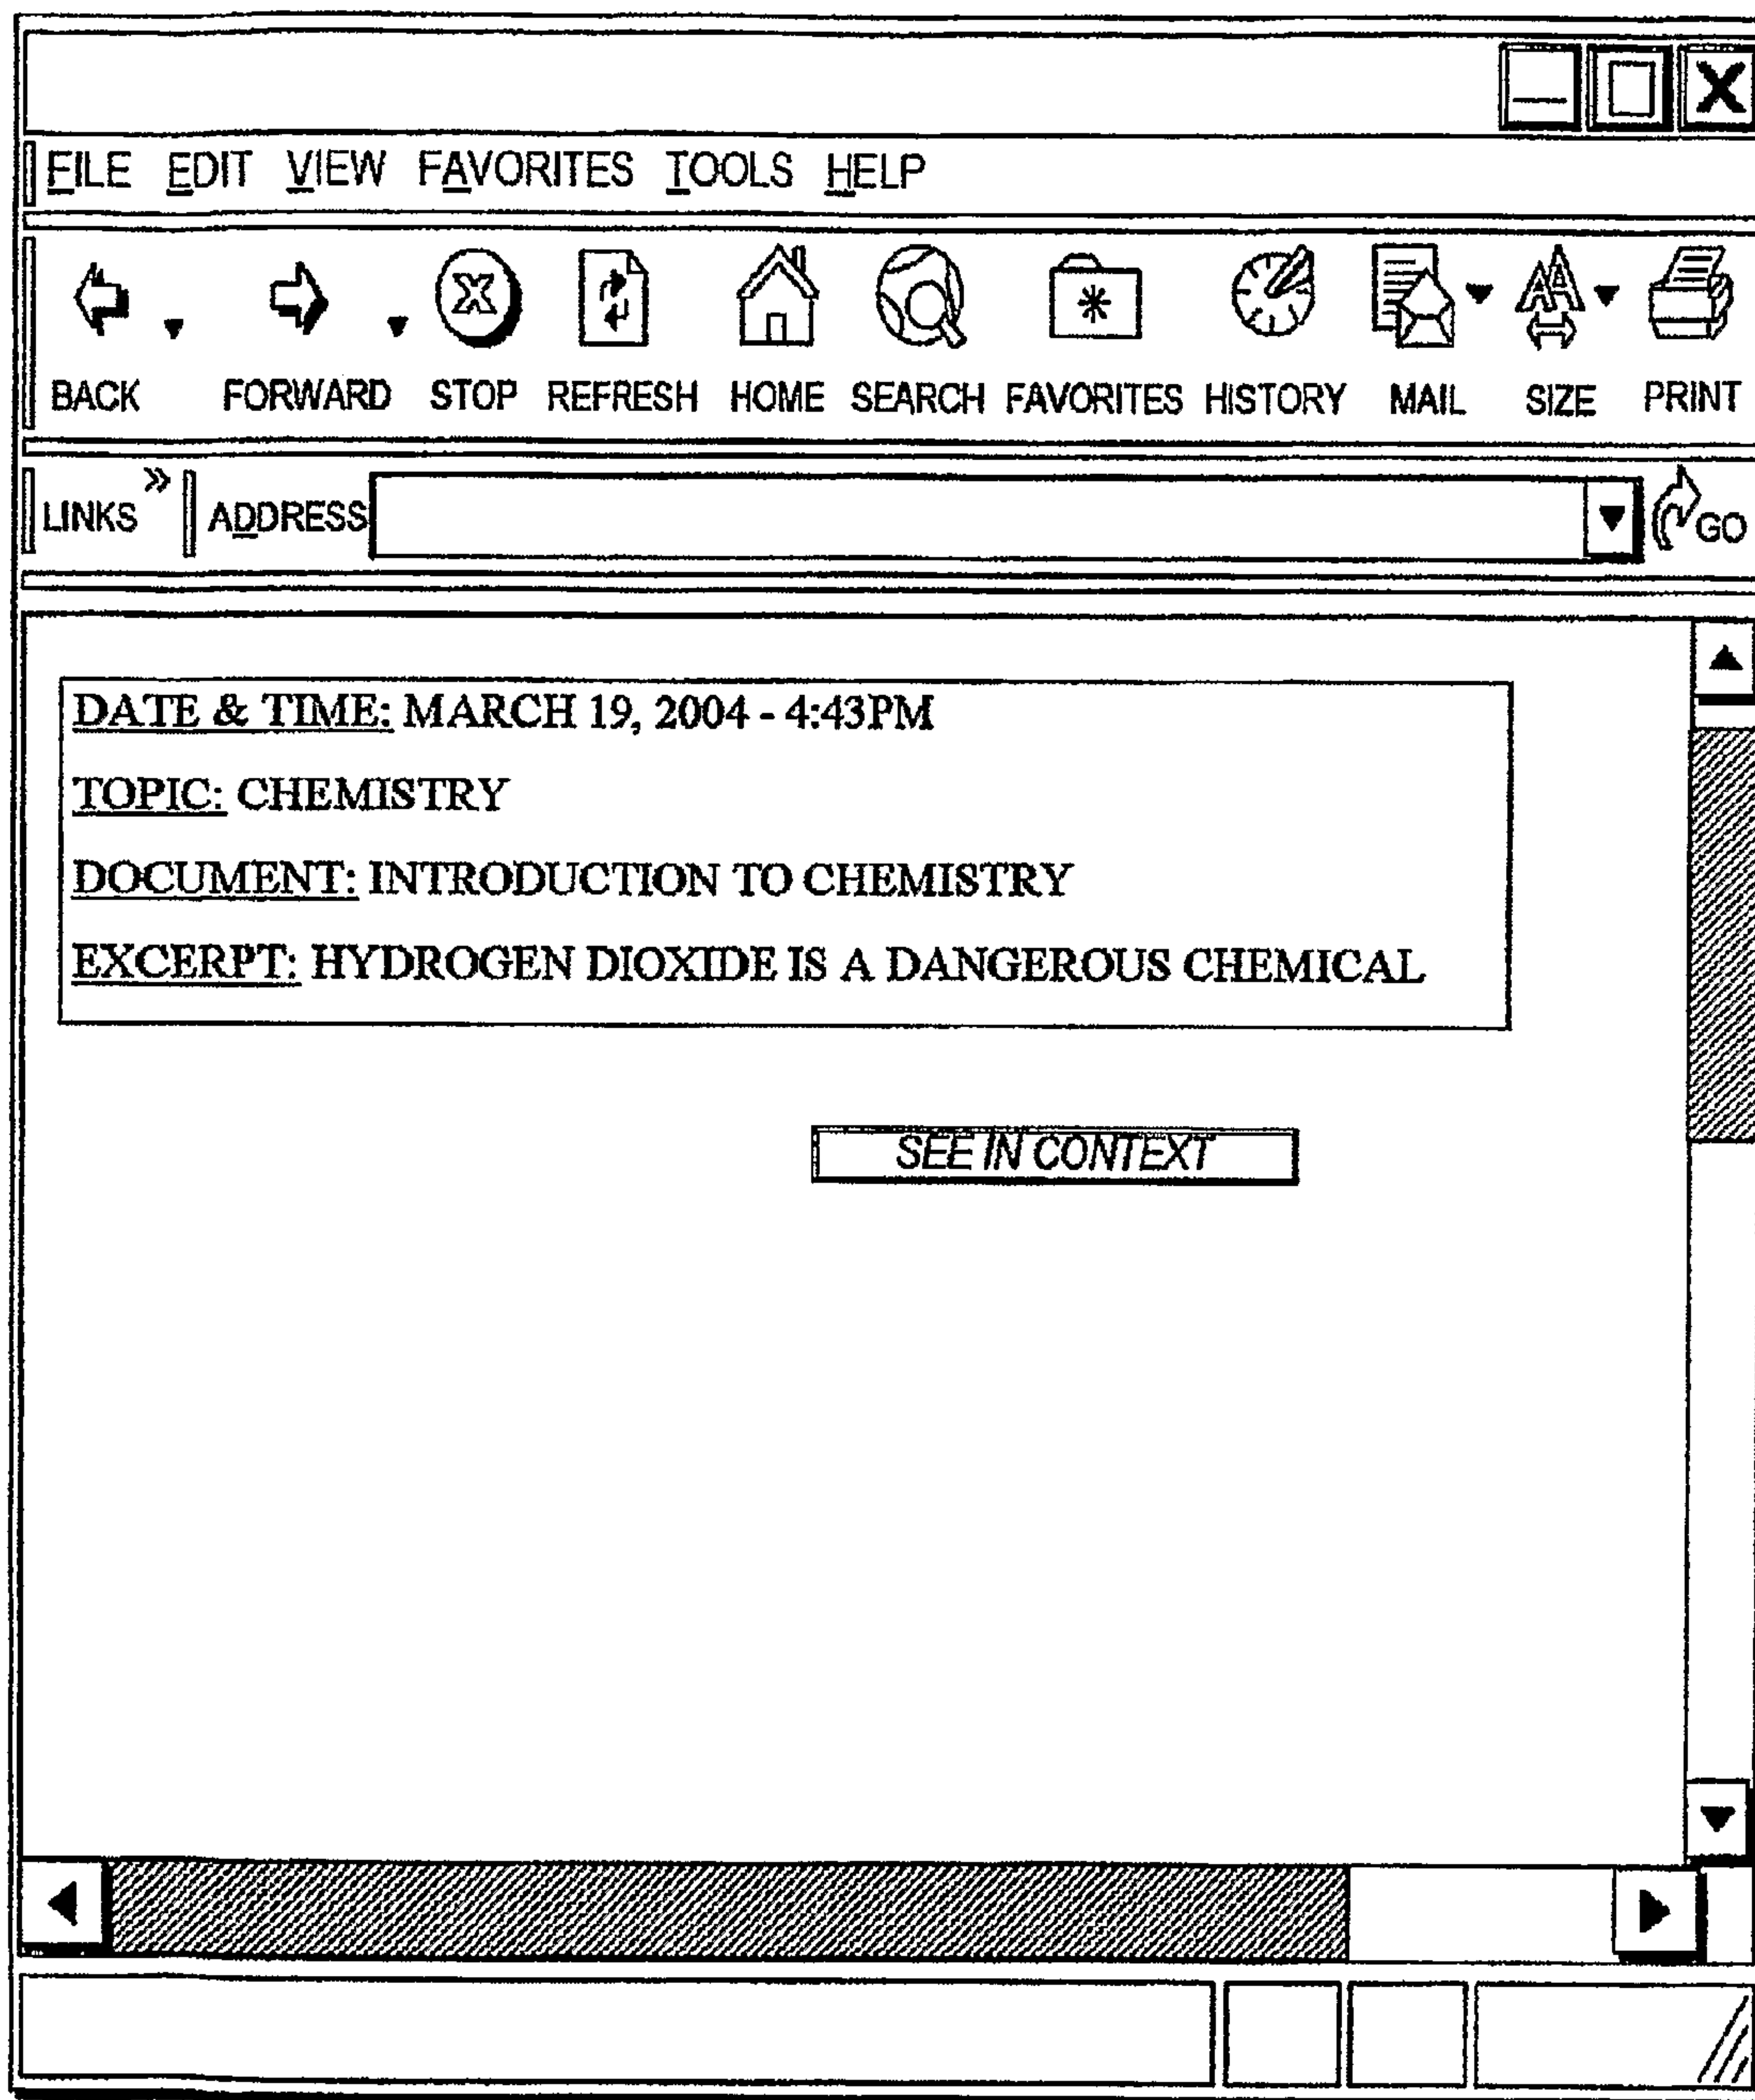 FILE EDIT VIEW FAVORITES TOOLS HELP
BACK FORWARD STOP REFRESH HOME SEARCH FAVORITES HISTORY MAIL SIZE PRINT
LINKS » ADDRESS GO
DATE & TIME: MARCH 19, 2004 - 4:43PM
TOPIC: CHEMISTRY
DOCUMENT: INTRODUCTION TO CHEMISTRY
EXCERPT: HYDROGEN DIOXIDE IS A DANGEROUS CHEMICAL
SEE IN CONTEXT